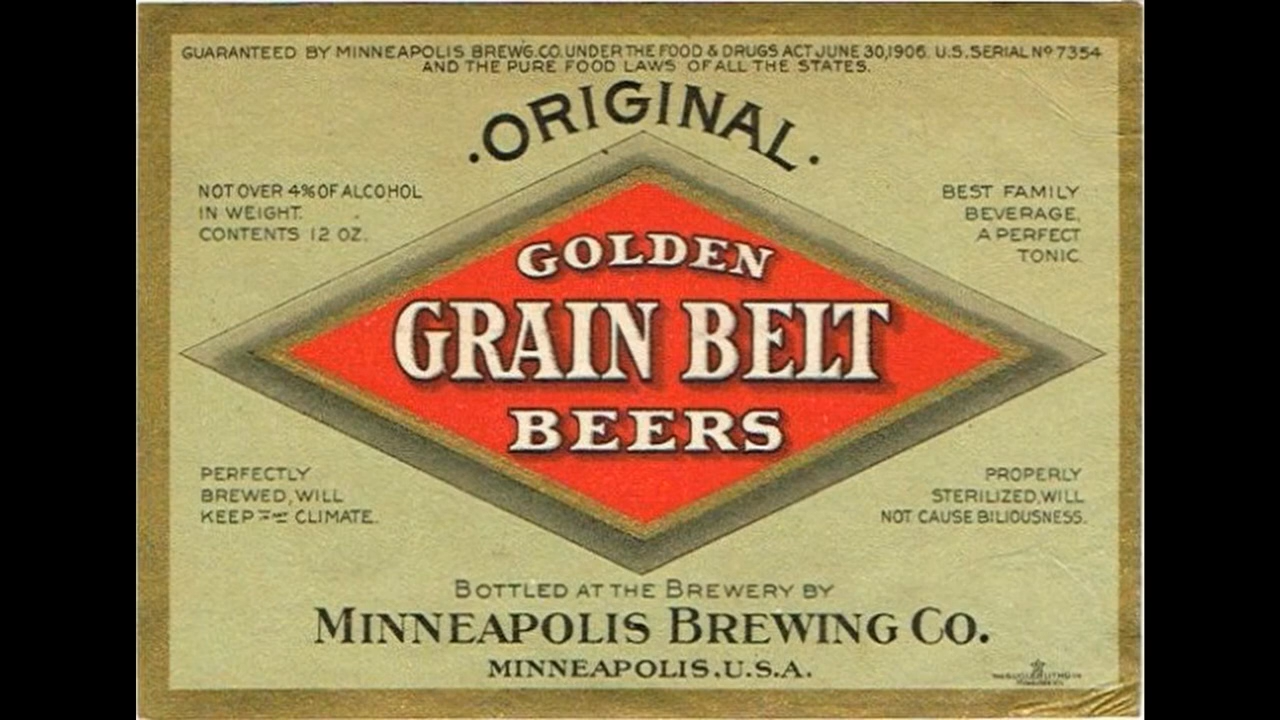 GUARANTEED BY MINNEAPOLIS BREWG. CO. UNDER THE FOOD & DRUGS ACT JUNE 30, 1906. U.S. SERIAL Nº 7354
AND THE PURE FOOD LAWS OF ALL THE STATES.
·ORIGINAL·
NOT OVER 4% OF ALCOHOL
IN WEIGHT.
CONTENTS 12 OZ.
BEST FAMILY
BEVERAGE,
A PERFECT
TONIC.
GOLDEN
GRAIN BELT
BEERS
PERFECTLY
BREWED, WILL
KEEP CLIMATE.
PROPERLY
STERILIZED, WILL
NOT CAUSE BILIOUSNESS.
BOTTLED AT THE BREWERY BY
MINNEAPOLIS BREWING CO.
MINNEAPOLIS, U.S.A.